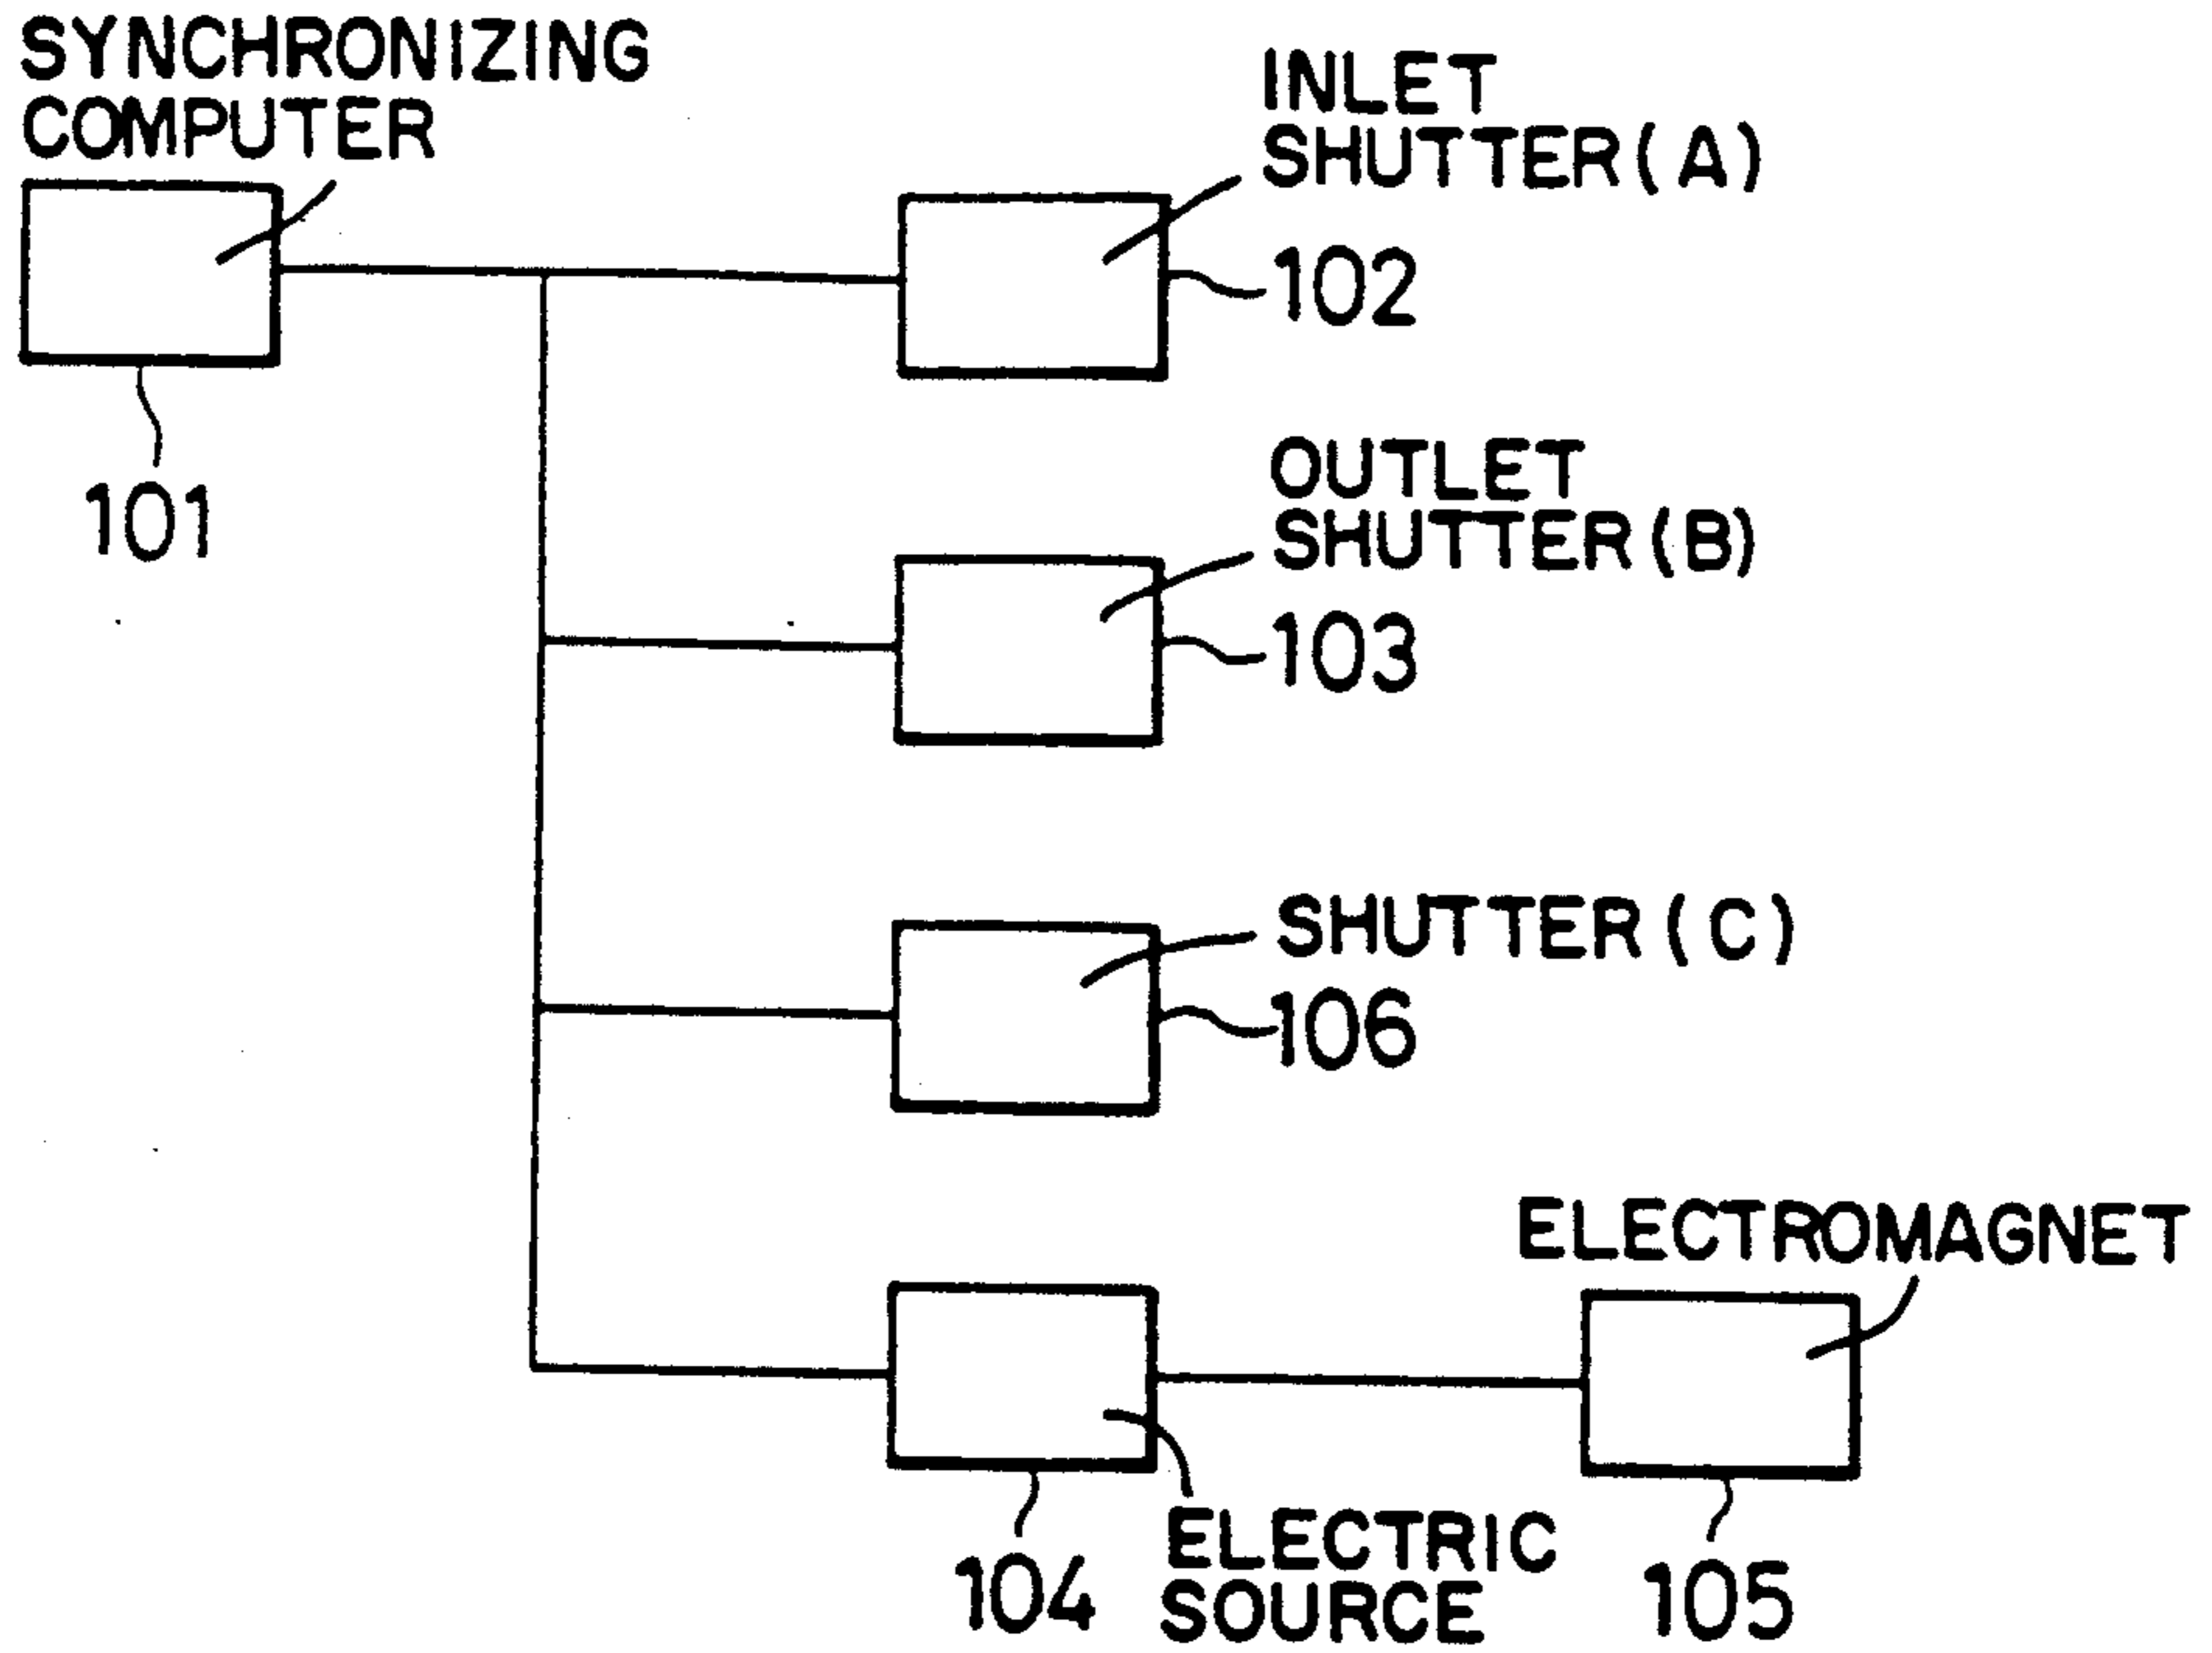 SYNCHRONIZING
COMPUTER
101
INLET
SHUTTER(A)
102
OUTLET
SHUTTER(B)
103
SHUTTER(C)
106
ELECTROMAGNET
104
ELECTRIC
SOURCE
105